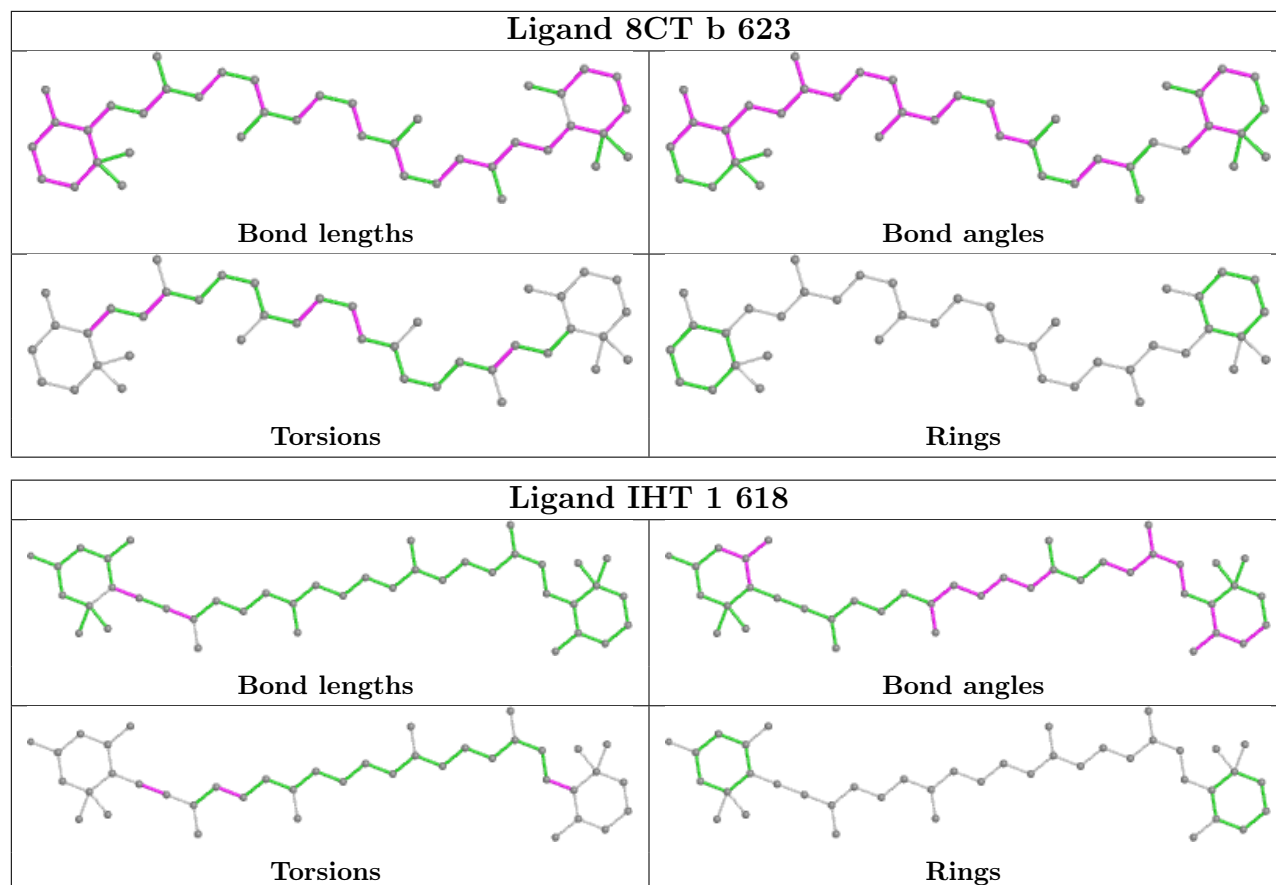 Ligand 8CT b 623
Bond lengths
Bond angles
Torsions
Rings
Ligand IHT 1 618
Bond lengths
Bond angles
Torsions
Rings